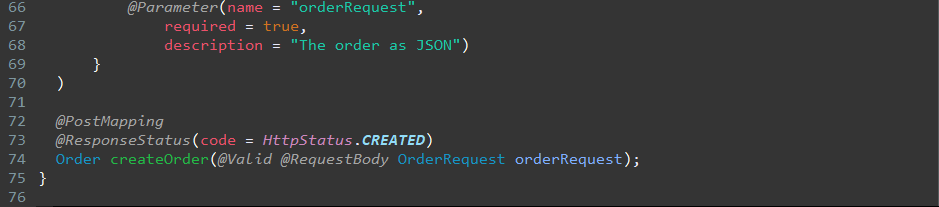 66 @Parameter(name = "orderRequest",
67 required = true,
68 description = "The order as JSON")
69 }
70 )
71
72 @PostMapping
73 @ResponseStatus(code = HttpStatus.CREATED)
74 Order createOrder(@Valid @RequestBody OrderRequest orderRequest);
75 }
76